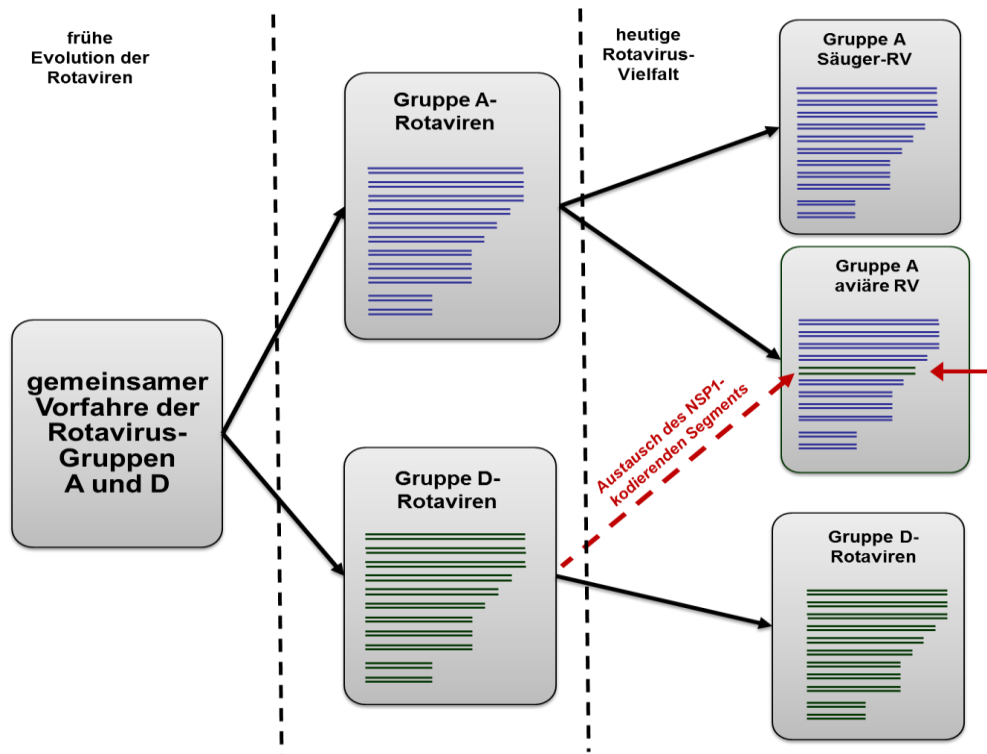 frühe
Evolution der
Rotaviren
gemeinsamer
Vorfahre der
Rotavirus-
Gruppen
A und D
Gruppe A-
Rotaviren
Gruppe D-
Rotaviren
heutige
Rotavirus-
Vielfalt
Austausch des NSP1-
kodierenden Segments
Gruppe A
Säuger-RV
Gruppe A
aviäre RV
Gruppe D-
Rotaviren